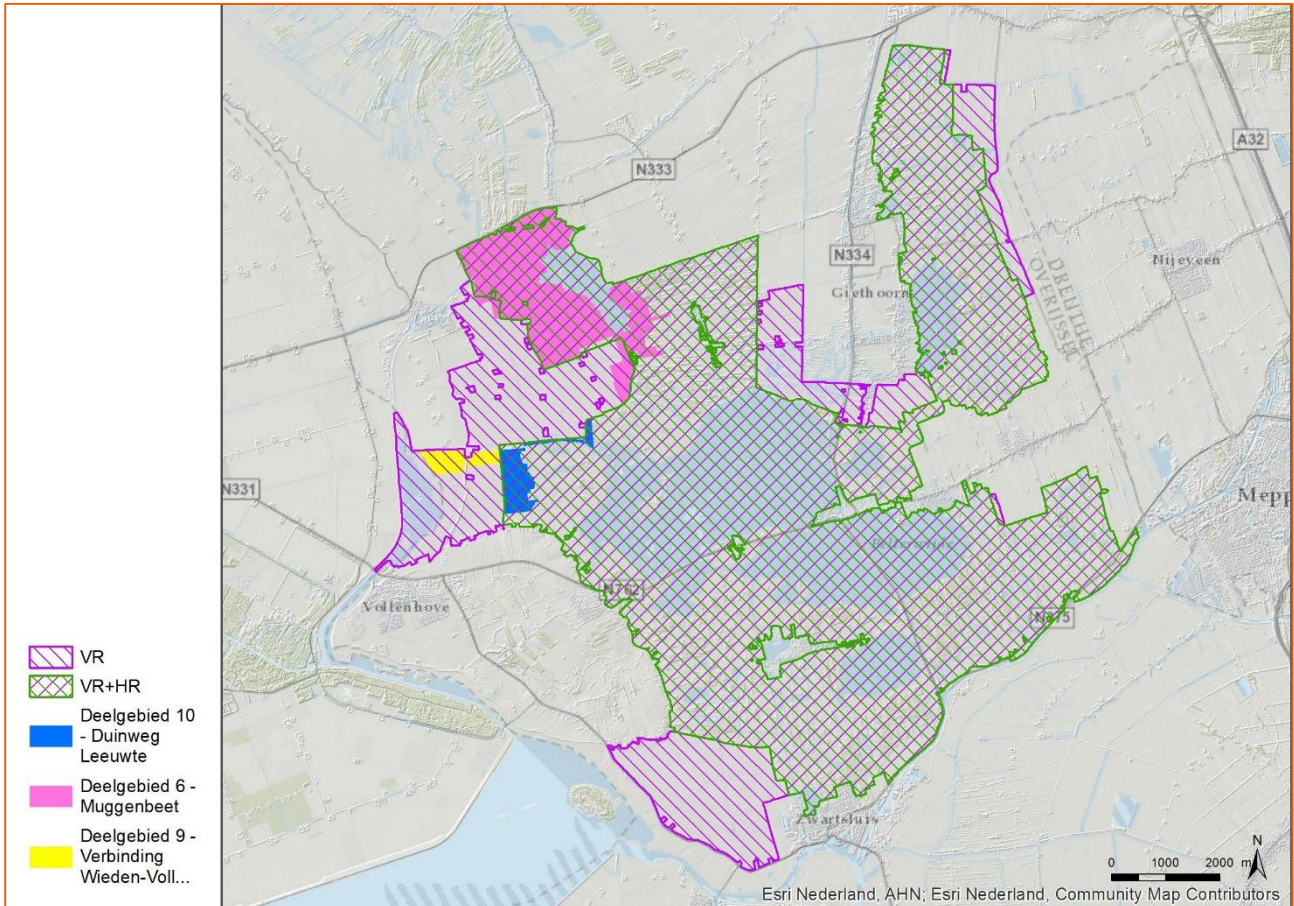 VR
VR+HR
Deelgebied 10
- Duinweg
Leeuwte
Deelgebied 6 -
Muggenbeet
Deelgebied 9 -
Verbinding
Wieden-Voll...
N333
A32
N334
Giethoorn
Nijeveen
DRENTHE
OVERIJSSEL
N331
Mepp
Vollenhove
N762
N375
Zwartsluis
N
0 1000 2000 m
Esri Nederland, AHN; Esri Nederland, Community Map Contributors